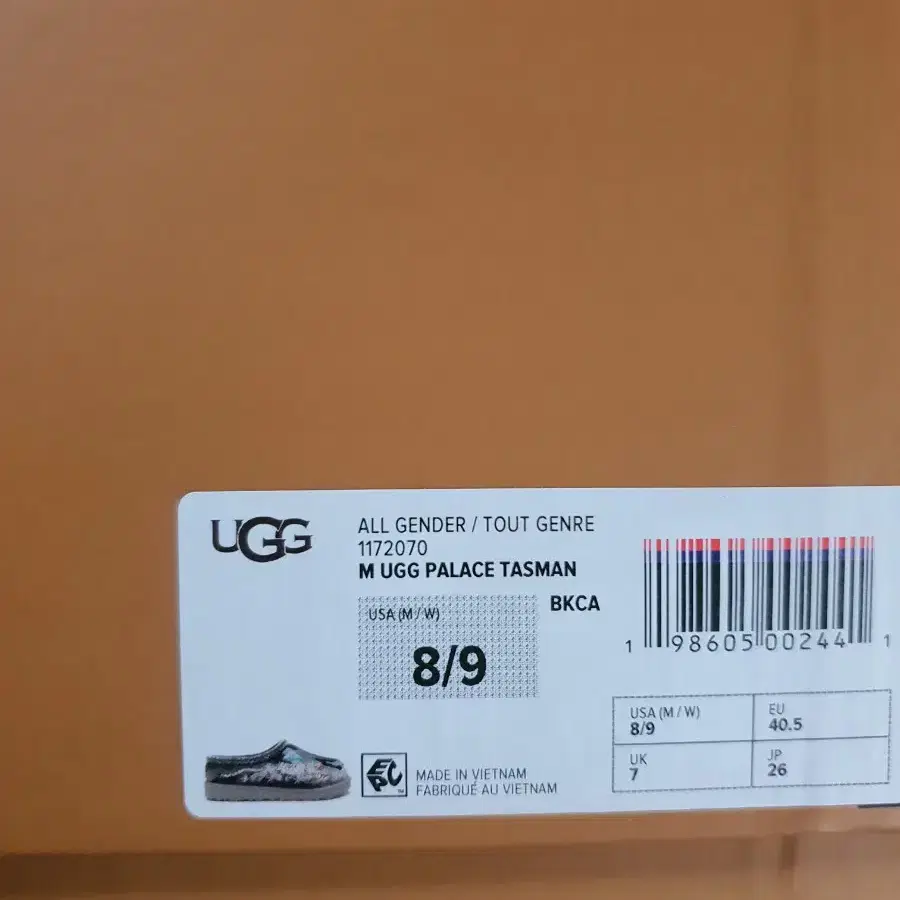 UGG
ALL GENDER / TOUT GENRE
1172070
M UGG PALACE TASMAN
BKCA
USA (M / W)
8/9
1 98605 00244 1
USA (M / W)
8/9
EU
40.5
UK
7
JP
26
EPC
MADE IN VIETNAM
FABRIQUÉ AU VIETNAM